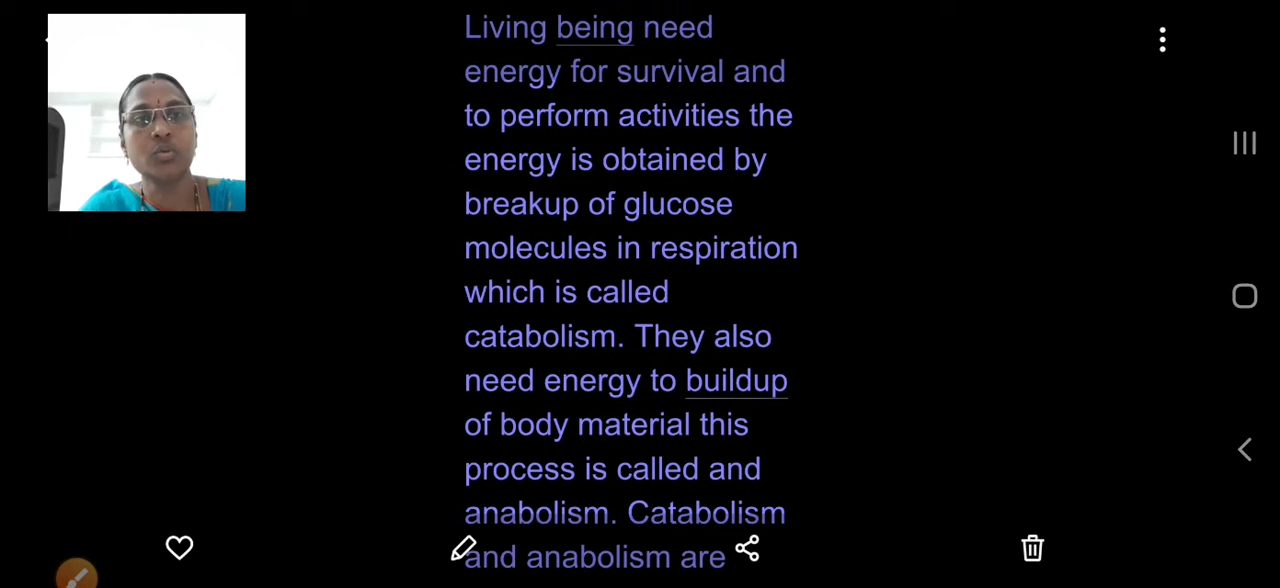 Living being need
energy for survival and
to perform activities the
energy is obtained by
breakup of glucose
molecules in respiration
which is called
catabolism. They also
need energy to buildup
of body material this
process is called and
anabolism. Catabolism
and anabolism are